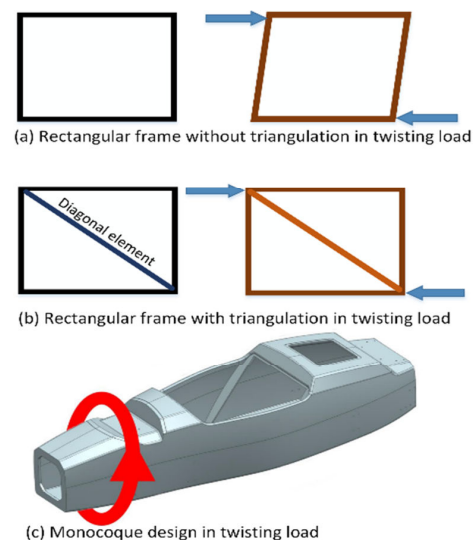 (a) Rectangular frame without triangulation in twisting load
Diagonal element
(b) Rectangular frame with triangulation in twisting load
(c) Monocoque design in twisting load